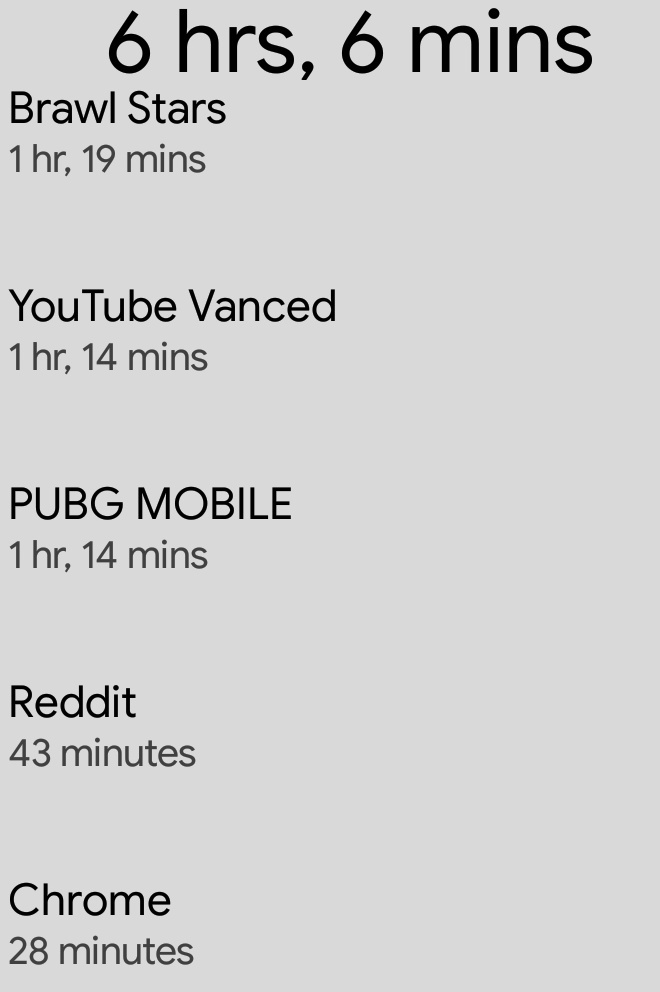 6 hrs, 6 mins
Brawl Stars
1 hr, 19 mins
YouTube Vanced
1 hr, 14 mins
PUBG MOBILE
1 hr, 14 mins
Reddit
43 minutes
Chrome
28 minutes